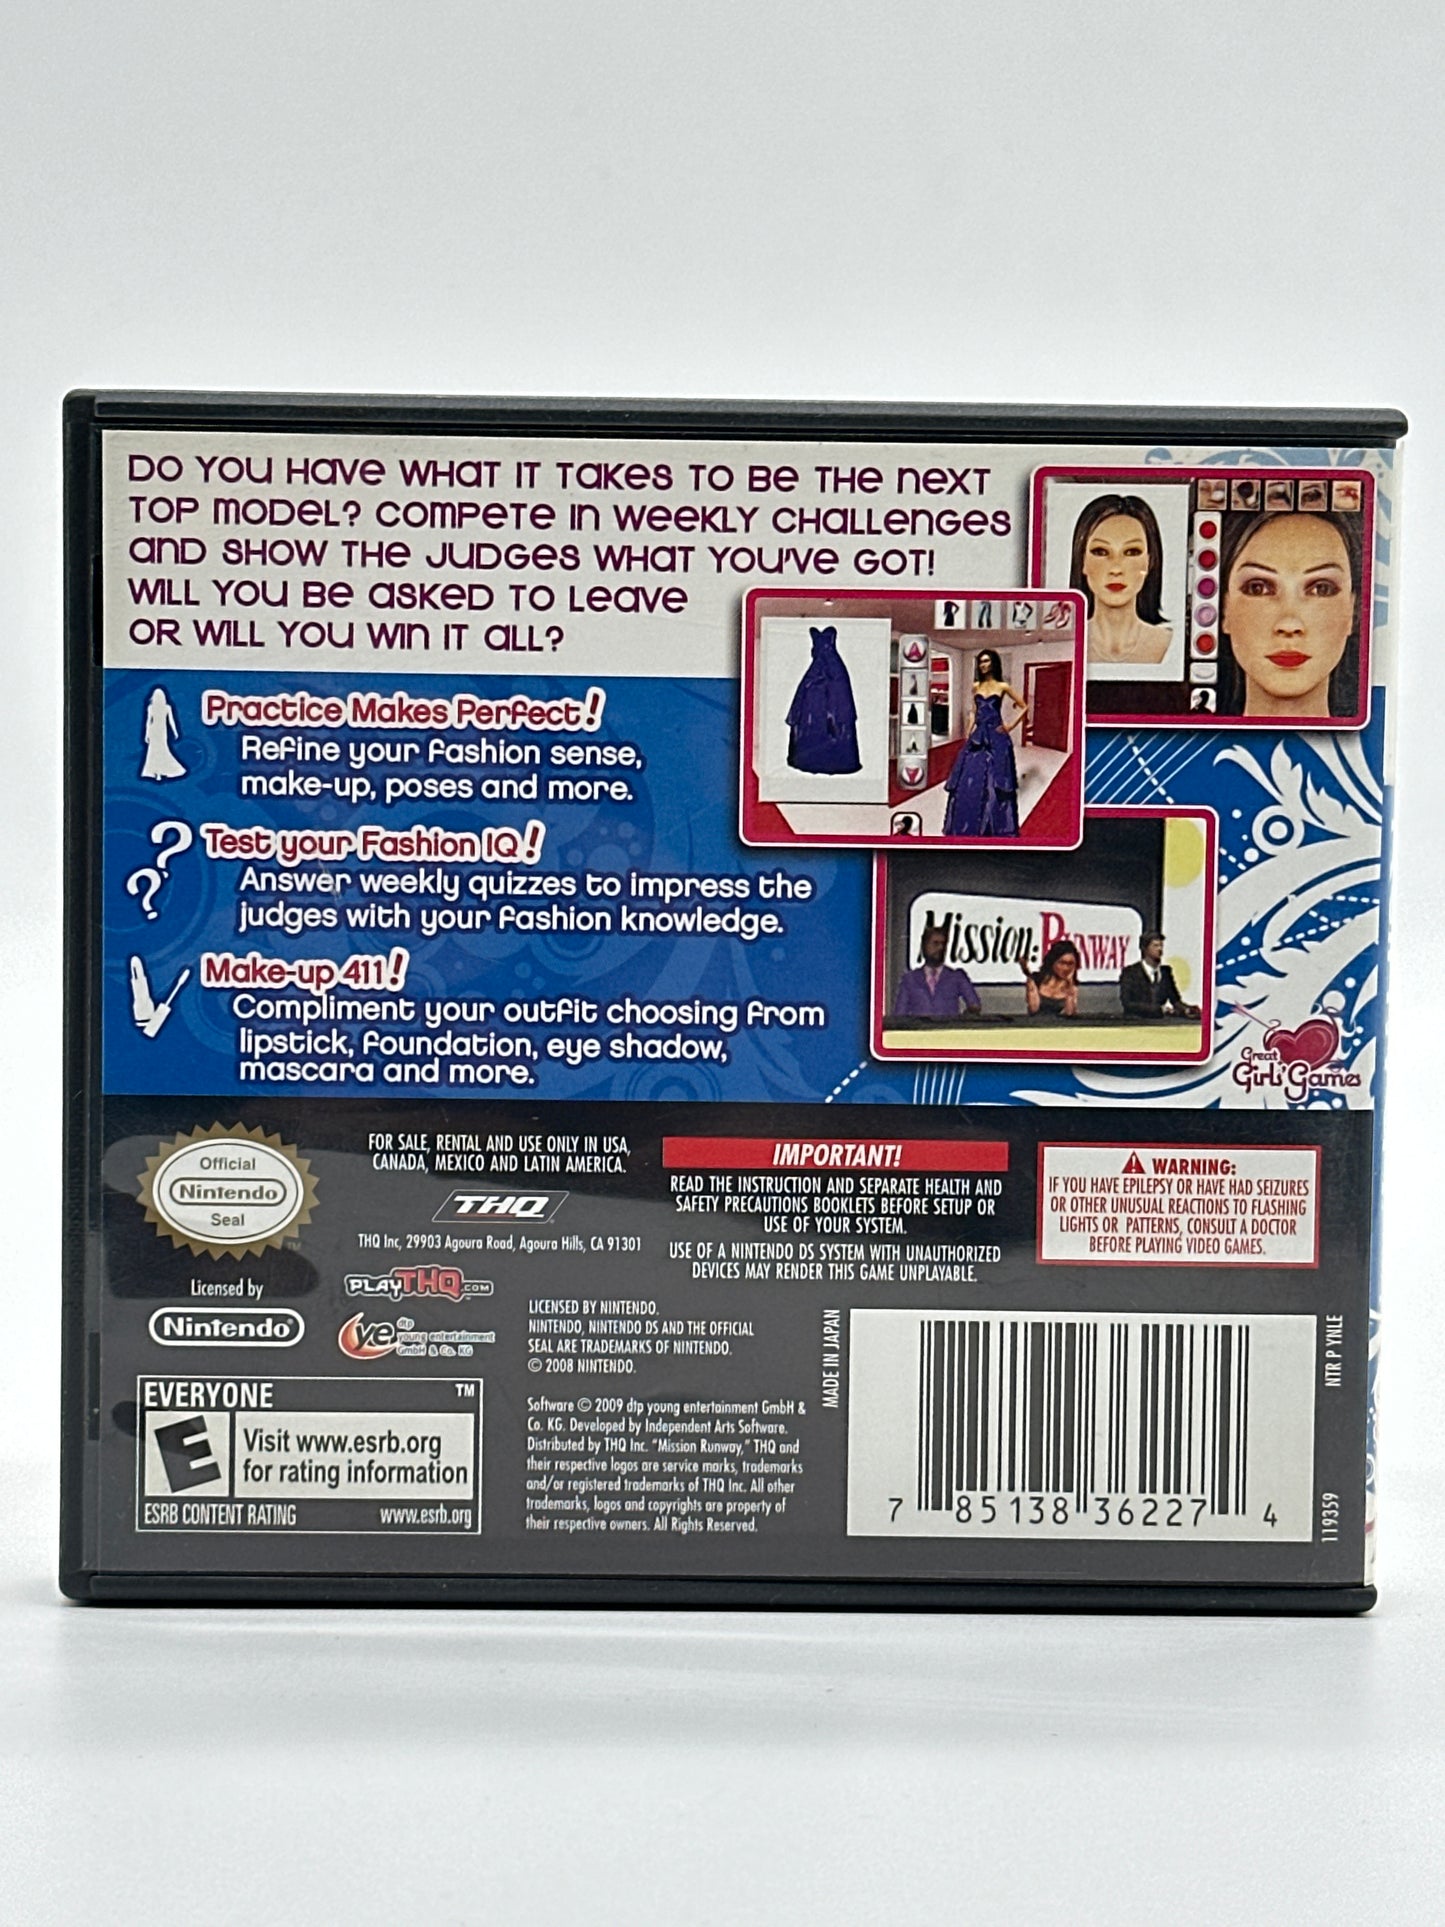 DO YOU HAVE WHAT IT TAKES TO BE THE NEXT
TOP MODEL? COMPETE IN WEEKLY CHALLENGES
AND SHOW THE JUDGES WHAT YOU'VE GOT!
WILL YOU BE ASKED TO LEAVE
OR WILL YOU WIN IT ALL?
Practice Makes Perfect!
Refine your fashion sense,
make-up, poses and more.
Test your Fashion IQ!
Answer weekly quizzes to impress the
judges with your fashion knowledge.
Make-up 411!
Compliment your outfit choosing from
lipstick, foundation, eye shadow,
mascara and more.
Mission: RUNWAY
Great
Girls' Games
Official
Nintendo
Seal
TM
Licensed by
Nintendo
FOR SALE, RENTAL AND USE ONLY IN USA,
CANADA, MEXICO AND LATIN AMERICA.
THQ
THQ Inc, 29903 Agoura Road, Agoura Hills, CA 91301
PLAYTHQ.COM
ye dtp
young entertainment
GmbH & Co. KG
IMPORTANT!
READ THE INSTRUCTION AND SEPARATE HEALTH AND
SAFETY PRECAUTIONS BOOKLETS BEFORE SETUP OR
USE OF YOUR SYSTEM.
USE OF A NINTENDO DS SYSTEM WITH UNAUTHORIZED
DEVICES MAY RENDER THIS GAME UNPLAYABLE.
WARNING:
IF YOU HAVE EPILEPSY OR HAVE HAD SEIZURES
OR OTHER UNUSUAL REACTIONS TO FLASHING
LIGHTS OR PATTERNS, CONSULT A DOCTOR
BEFORE PLAYING VIDEO GAMES.
LICENSED BY NINTENDO.
NINTENDO, NINTENDO DS AND THE OFFICIAL
SEAL ARE TRADEMARKS OF NINTENDO.
© 2008 NINTENDO.
Software © 2009 dtp young entertainment GmbH &
Co. KG. Developed by Independent Arts Software.
Distributed by THQ Inc. "Mission Runway," THQ and
their respective logos are service marks, trademarks
and/or registered trademarks of THQ Inc. All other
trademarks, logos and copyrights are property of
their respective owners. All Rights Reserved.
EVERYONE TM
E
Visit www.esrb.org
for rating information
ESRB CONTENT RATING www.esrb.org
MADE IN JAPAN
7 85138 36227 4
NTR P YNLE
119359